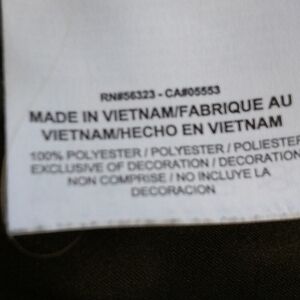 RN#56323 - CA#05553
MADE IN VIETNAM/FABRIQUE AU
VIETNAM/HECHO EN VIETNAM
100% POLYESTER / POLYESTER / POLIESTER
EXCLUSIVE OF DECORATION / DECORATION
NON COMPRISE / NO INCLUYE LA
DECORACION